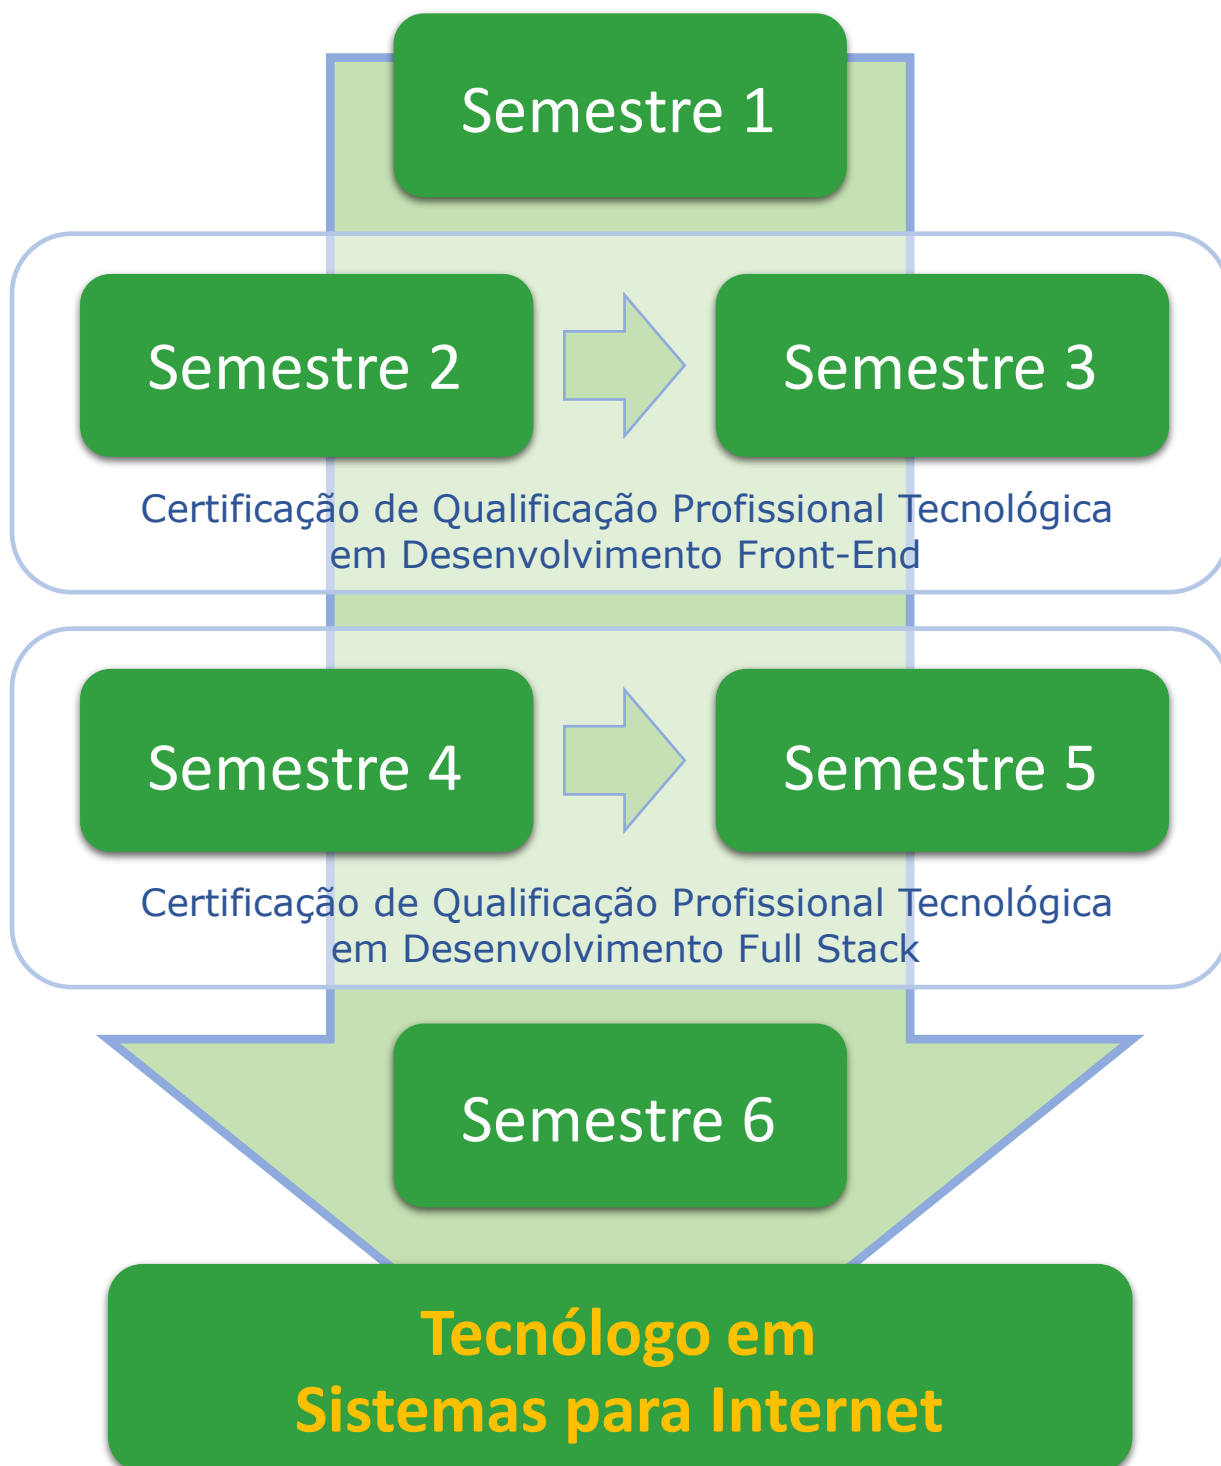 Semestre 1
Semestre 2
Semestre 3
Certificação de Qualificação Profissional Tecnológica
em Desenvolvimento Front-End
Semestre 4
Semestre 5
Certificação de Qualificação Profissional Tecnológica
em Desenvolvimento Full Stack
Semestre 6
Tecnólogo em
Sistemas para Internet